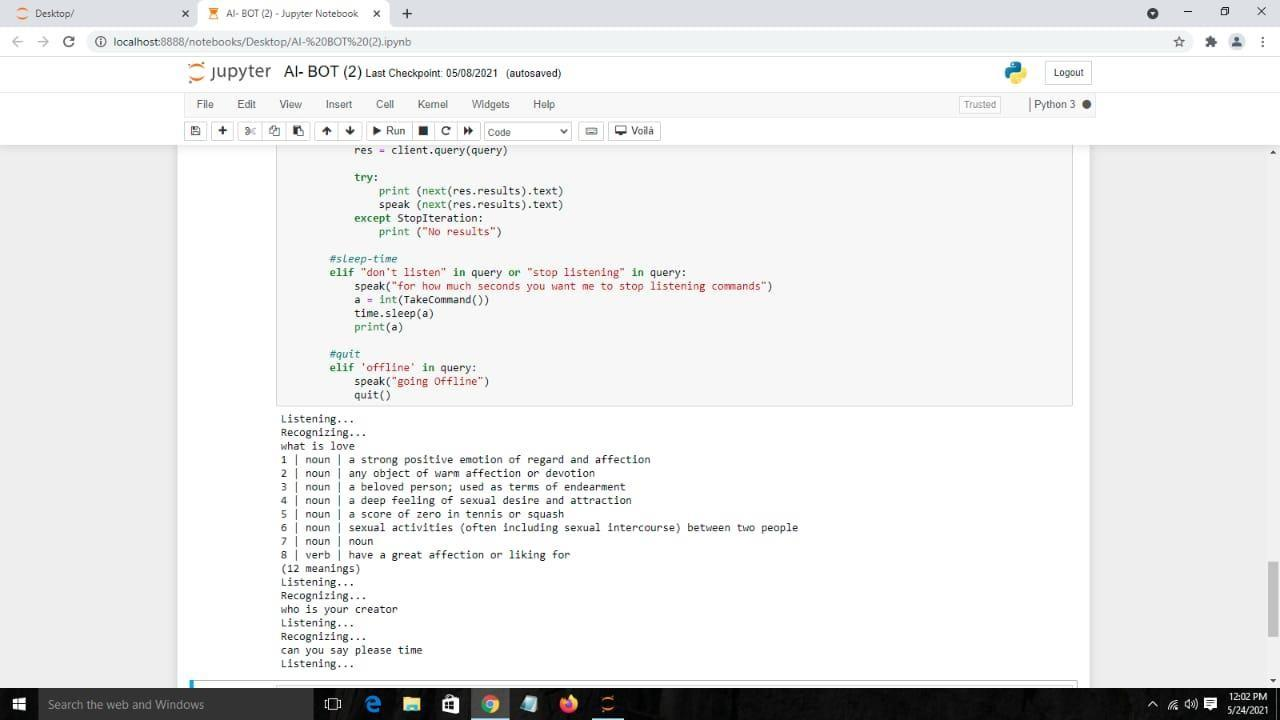 Desktop/
AI- BOT (2) - Jupyter Notebook
localhost:8888/notebooks/Desktop/AI-%20BOT%20(2).ipynb
jupyter AI- BOT (2) Last Checkpoint: 05/08/2021 (autosaved)
Logout
File Edit View Insert Cell Kernel Widgets Help
Trusted
Python 3
Run
Code
Voilà
res = client.query(query)
try:
print (next(res.results).text)
speak (next(res.results).text)
except StopIteration:
print ("No results")
#sleep-time
elif "don't listen" in query or "stop listening" in query:
speak("for how much seconds you want me to stop listening commands")
a = int(TakeCommand())
time.sleep(a)
print(a)
#quit
elif 'offline' in query:
speak("going Offline")
quit()
Listening...
Recognizing...
what is love
1 | noun | a strong positive emotion of regard and affection
2 | noun | any object of warm affection or devotion
3 | noun | a beloved person; used as terms of endearment
4 | noun | a deep feeling of sexual desire and attraction
5 | noun | a score of zero in tennis or squash
6 | noun | sexual activities (often including sexual intercourse) between two people
7 | noun | noun
8 | verb | have a great affection or liking for
(12 meanings)
Listening...
Recognizing...
who is your creator
Listening...
Recognizing...
can you say please time
Listening...
Search the web and Windows
12:02 PM
5/24/2021